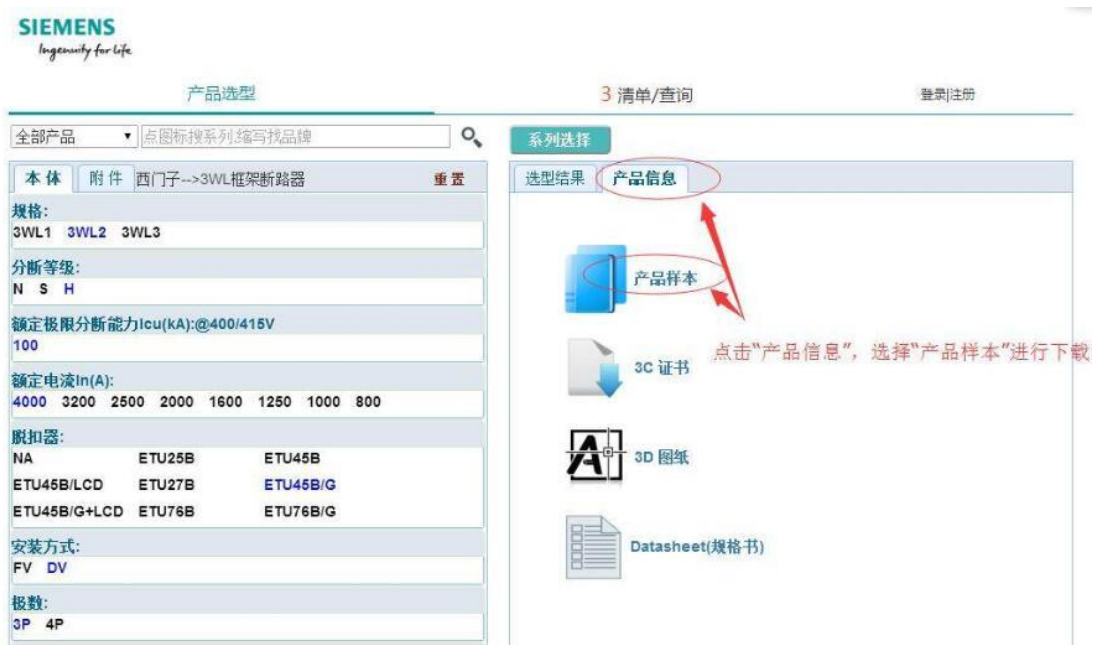 SIEMENS
Ingenuity for life
产品选型
3 清单/查询
登录|注册
全部产品
点图标搜系列,缩写找品牌
系列选择
本体 附件 西门子-->3WL框架断路器 重置
规格:
3WL1 3WL2 3WL3
分断等级:
N S H
额定极限分断能力Icu(kA):@400/415V
100
额定电流In(A):
4000 3200 2500 2000 1600 1250 1000 800
脱扣器:
NA ETU25B ETU45B
ETU45B/LCD ETU27B ETU45B/G
ETU45B/G+LCD ETU76B ETU76B/G
安装方式:
FV DV
极数:
3P 4P
选型结果 产品信息
产品样本
点击“产品信息”，选择“产品样本”进行下载
3C 证书
3D 图纸
Datasheet(规格书)